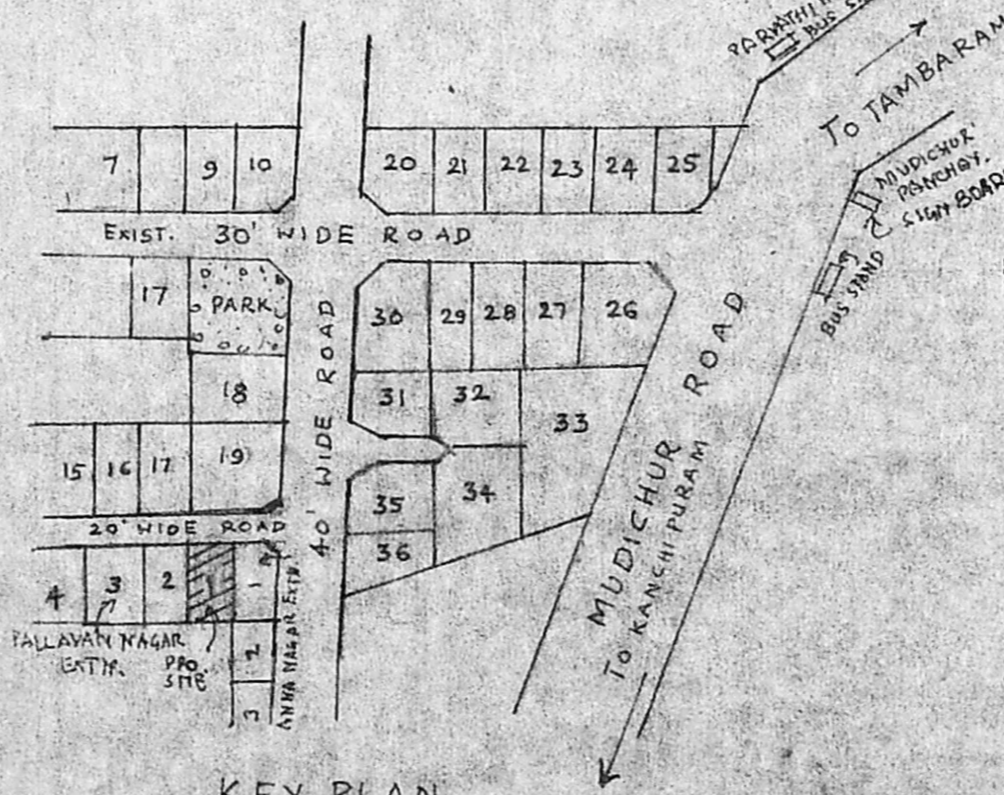 PARVATHI
BUS S
TO TAMBARAM
MUDICHUR
PANCHAY.
SIGN BOARD
BUS STAND
7 9 10 20 21 22 23 24 25
EXIST. 30' WIDE ROAD
17 PARK 30 29 28 27 26
18 31 32 33
15 16 17 19 35 34
20' WIDE ROAD
36
4 3 2 1 1
2
3
PALLAVAN NAGAR
EXTN.
PRO.
SITE
ANNA NAGAR EXTN.
40' WIDE ROAD
MUDICHUR ROAD
TO KANCHIPURAM
KEY PLAN